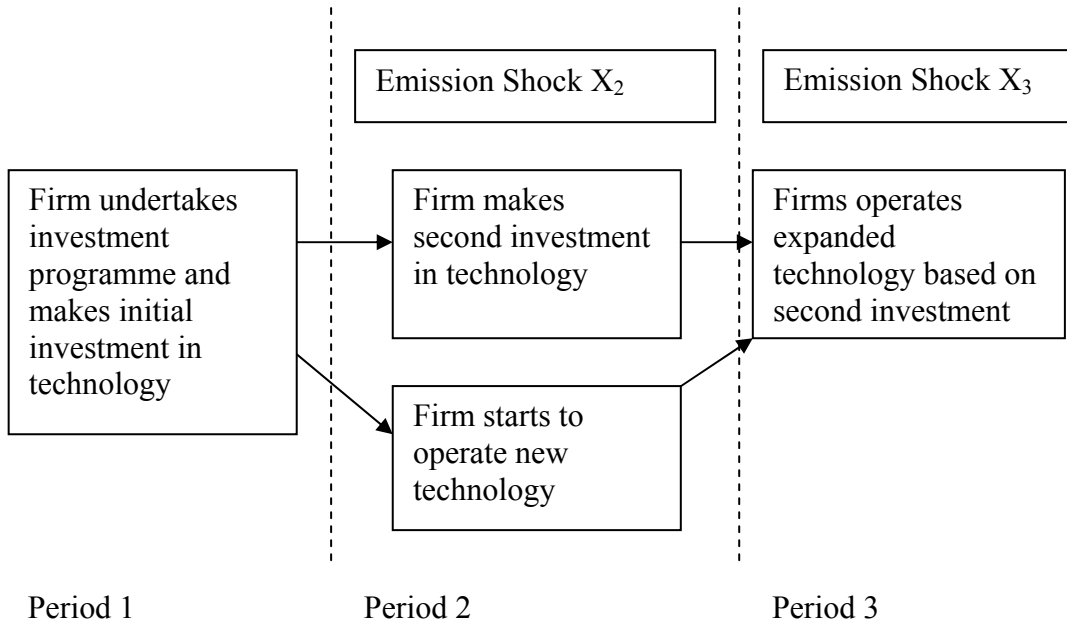 Emission Shock X₂
Emission Shock X₃
Firm undertakes
investment
programme and
makes initial
investment in
technology
Firm makes
second investment
in technology
Firms operates
expanded
technology based on
second investment
Firm starts to
operate new
technology
Period 1
Period 2
Period 3